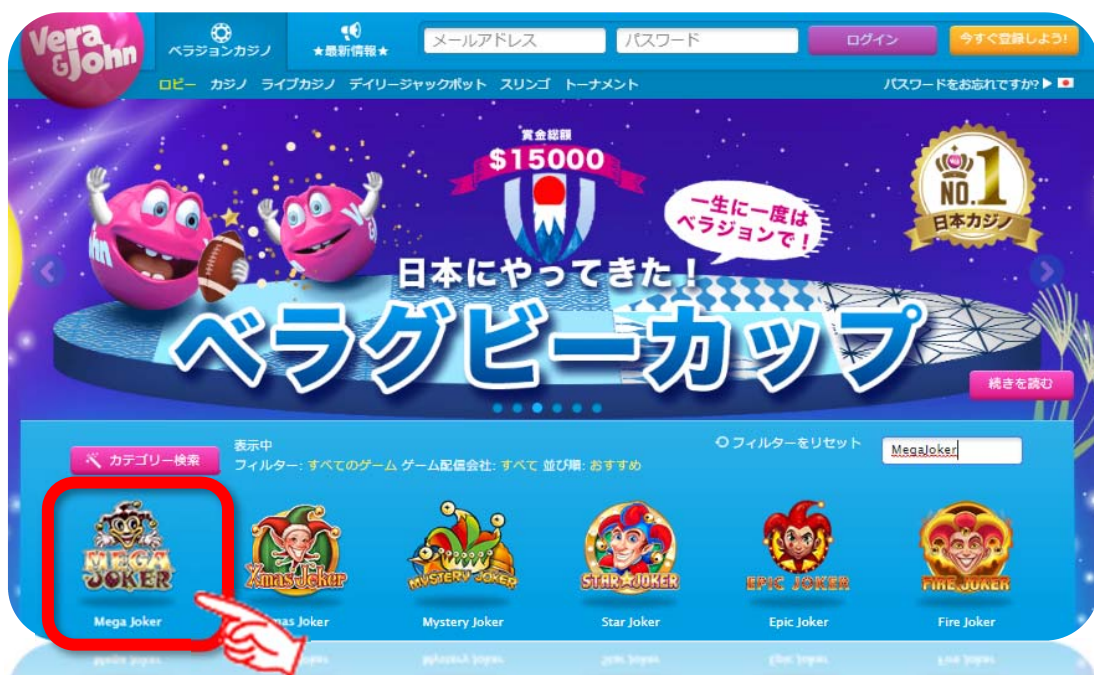 Vera
&John
ベラジョンカジノ
★最新情報★
メールアドレス
パスワード
ログイン
今すぐ登録しよう!
ロビー カジノ ライブカジノ デイリージャックポット スリンゴ トーナメント
パスワードをお忘れですか?
賞金総額
$15000
一生に一度は
ベラジョンで!
NO.1
日本カジノ
日本にやってきた!
ベラグビーカップ
続きを読む
カテゴリー検索
表示中
フィルター: すべてのゲーム ゲーム配信会社: すべて 並び順: おすすめ
フィルターをリセット
MegaJoker
MEGA
JOKER
Xmas Joker
MYSTERY JOKER
STAR JOKER
EPIC JOKER
FIRE JOKER
Mega Joker
mas Joker
Mystery Joker
Star Joker
Epic Joker
Fire Joker